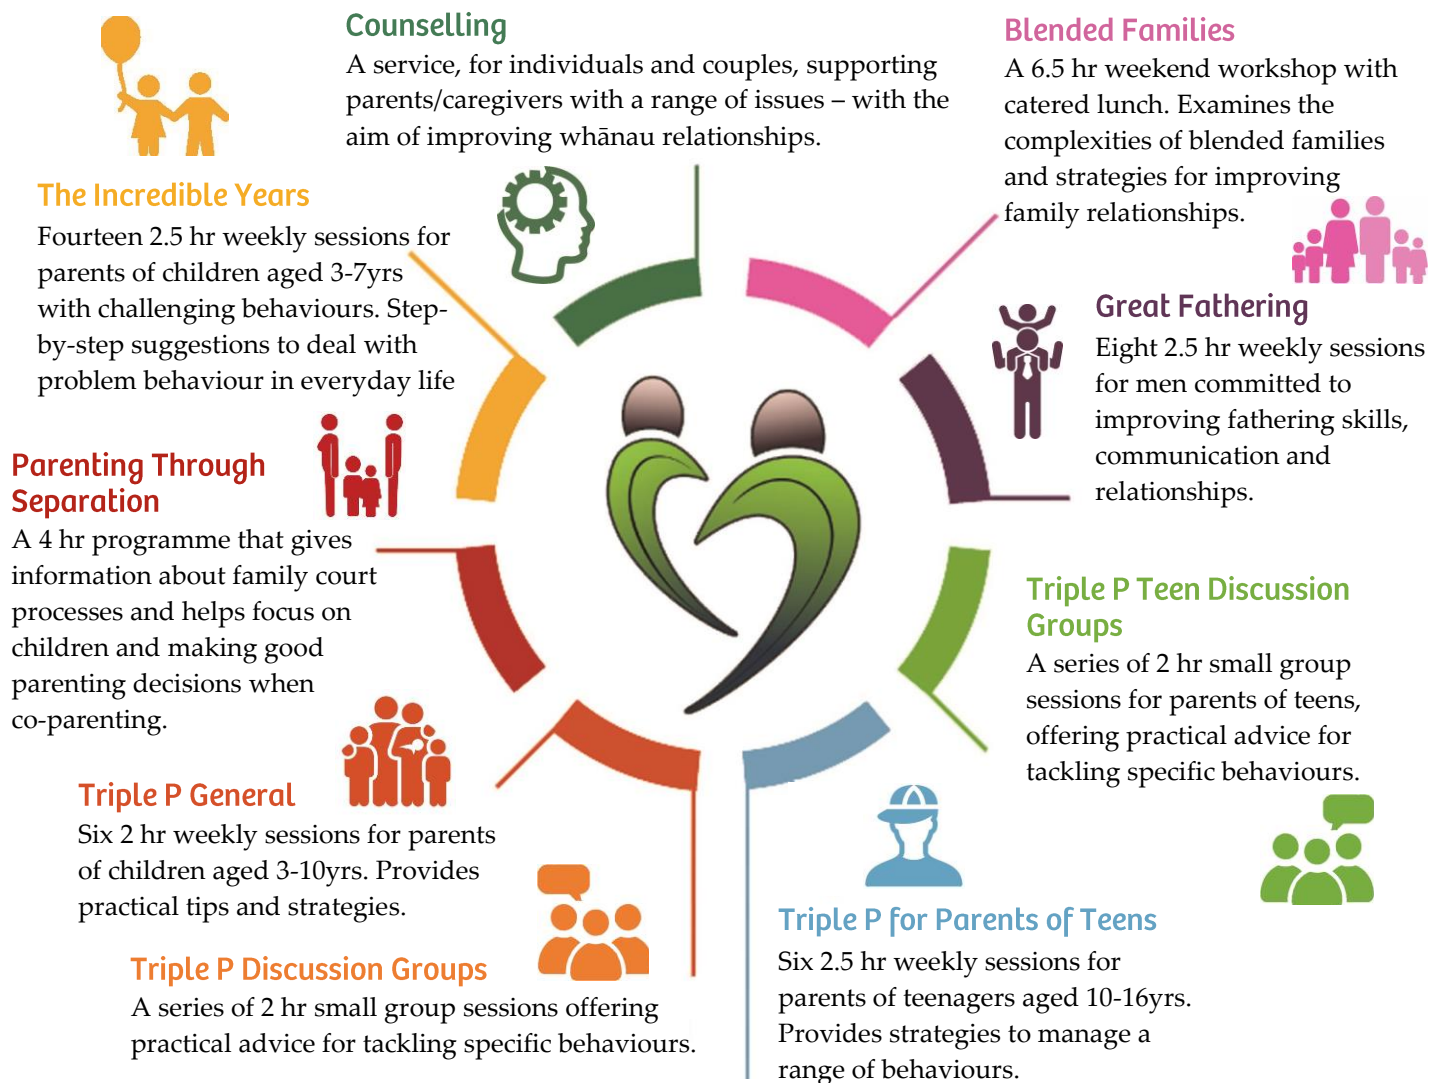 Counselling
A service, for individuals and couples, supporting
parents/caregivers with a range of issues – with the
aim of improving whānau relationships.
Blended Families
A 6.5 hr weekend workshop with
catered lunch. Examines the
complexities of blended families
and strategies for improving
family relationships.
The Incredible Years
Fourteen 2.5 hr weekly sessions for
parents of children aged 3-7yrs
with challenging behaviours. Step-
by-step suggestions to deal with
problem behaviour in everyday life
Great Fathering
Eight 2.5 hr weekly sessions
for men committed to
improving fathering skills,
communication and
relationships.
Parenting Through
Separation
A 4 hr programme that gives
information about family court
processes and helps focus on
children and making good
parenting decisions when
co-parenting.
Triple P Teen Discussion
Groups
A series of 2 hr small group
sessions for parents of teens,
offering practical advice for
tackling specific behaviours.
Triple P General
Six 2 hr weekly sessions for parents
of children aged 3-10yrs. Provides
practical tips and strategies.
Triple P Discussion Groups
A series of 2 hr small group sessions offering
practical advice for tackling specific behaviours.
Triple P for Parents of Teens
Six 2.5 hr weekly sessions for
parents of teenagers aged 10-16yrs.
Provides strategies to manage a
range of behaviours.